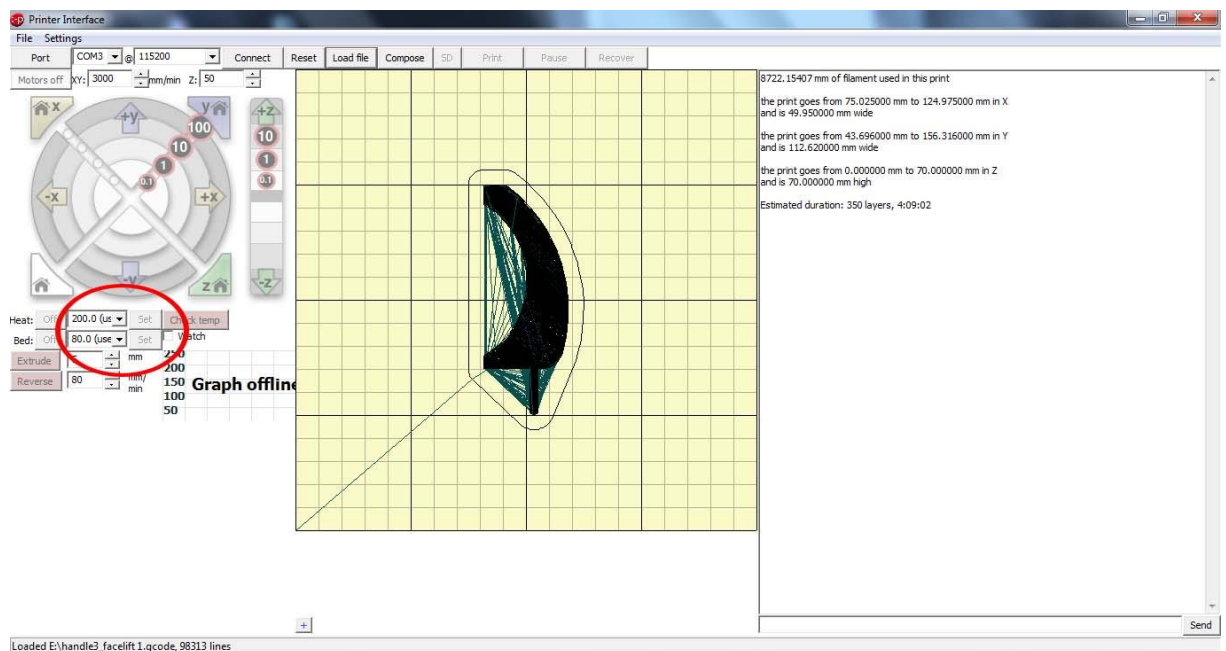 Printer Interface
File Settings
Port COM3 @ 115200 Connect Reset Load file Compose SD Print Pause Recover
Motors off XY: 3000 mm/min Z: 50
x y +y +z
100 10
10 1
1 0.1
0.1
-x +x
-y z -z
Heat: Off 200.0 (us Set Check temp
Bed: Off 80.0 (use Set Watch
Extrude mm
Reverse 80 mm/
min
250
200
150
100
50
Graph offline
+
8722.15407 mm of filament used in this print
the print goes from 75.025000 mm to 124.975000 mm in X
and is 49.950000 mm wide
the print goes from 43.696000 mm to 156.316000 mm in Y
and is 112.620000 mm wide
the print goes from 0.000000 mm to 70.000000 mm in Z
and is 70.000000 mm high
Estimated duration: 350 layers, 4:09:02
Send
Loaded E:\handle3_facelift 1.gcode, 98313 lines